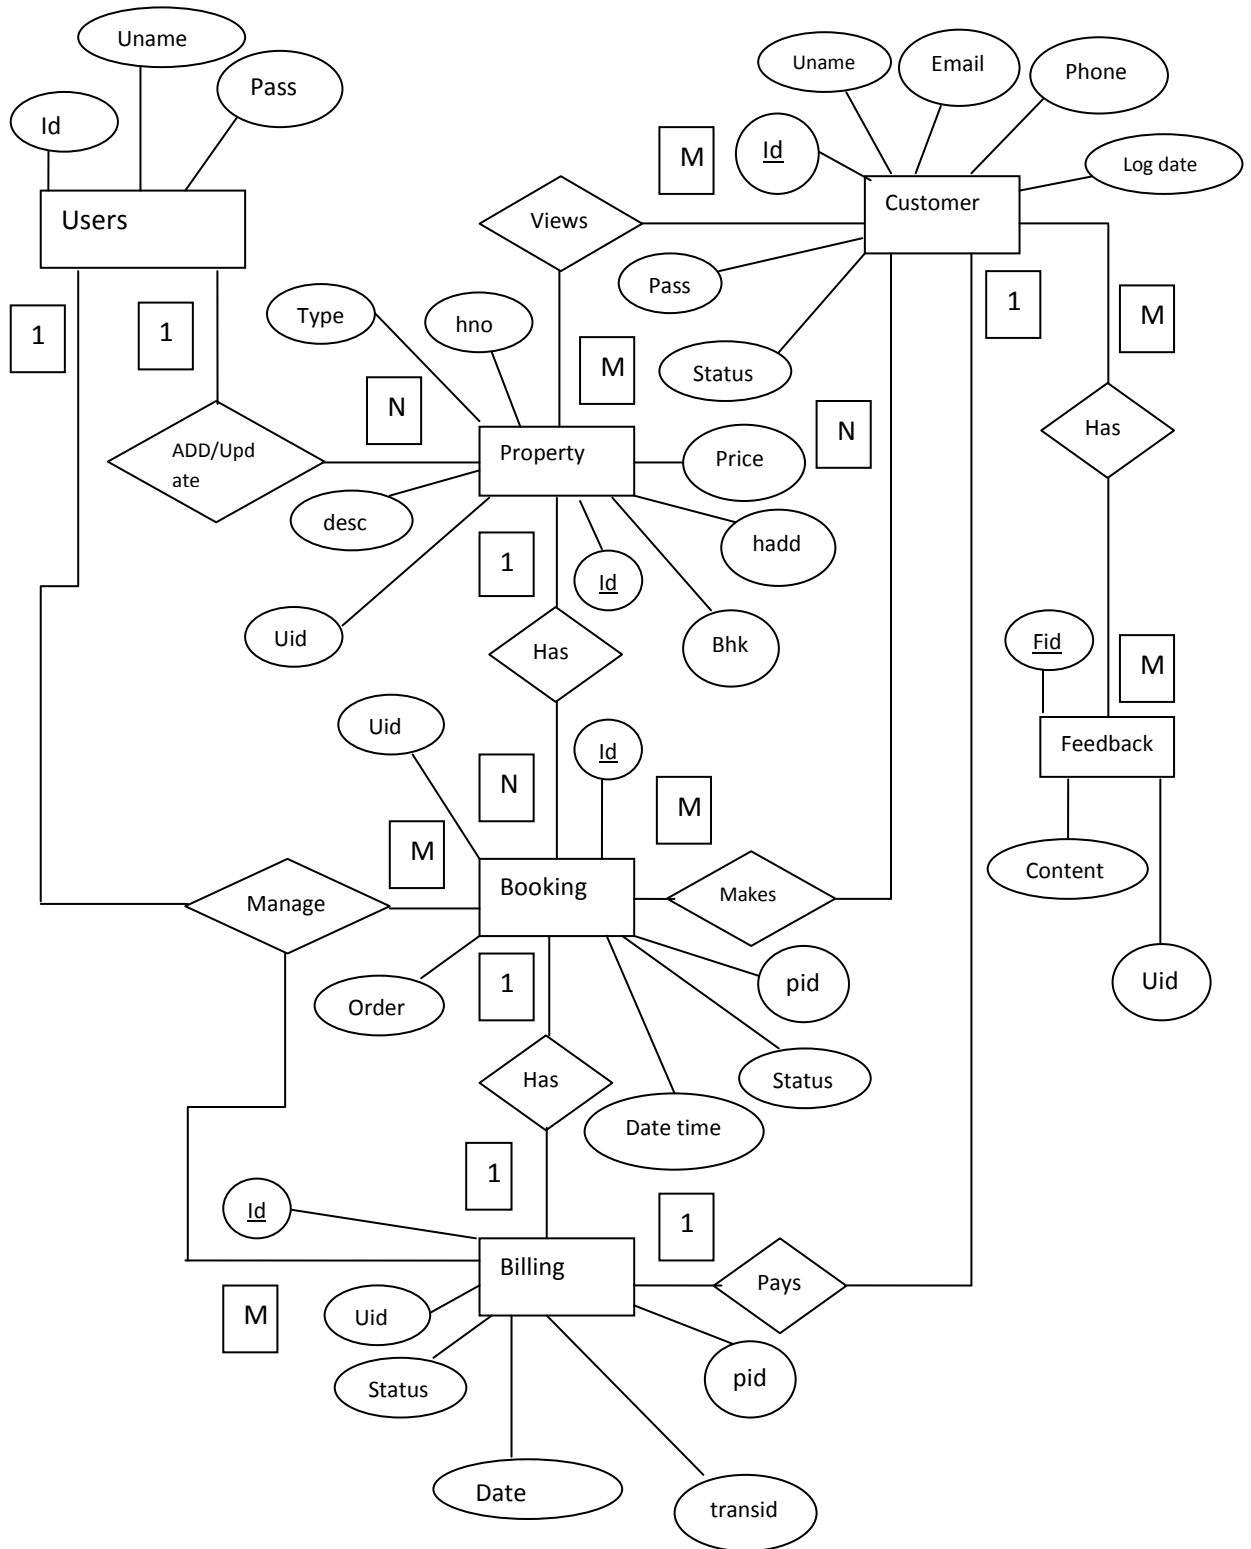 Uname
Pass
Id
Users
1
1
Uname
Email
Phone
Id
Log date
M
Customer
Views
Pass
Status
1
M
Type
hno
M
N
N
ADD/Upd
ate
Property
Price
desc
hadd
Has
1
Id
Uid
Bhk
Has
Fid
M
Feedback
Content
Uid
Uid
Id
N
M
M
Booking
Manage
Makes
Order
1
pid
Status
Date time
Has
1
1
Id
Billing
Pays
M
Uid
Status
pid
Date
transid